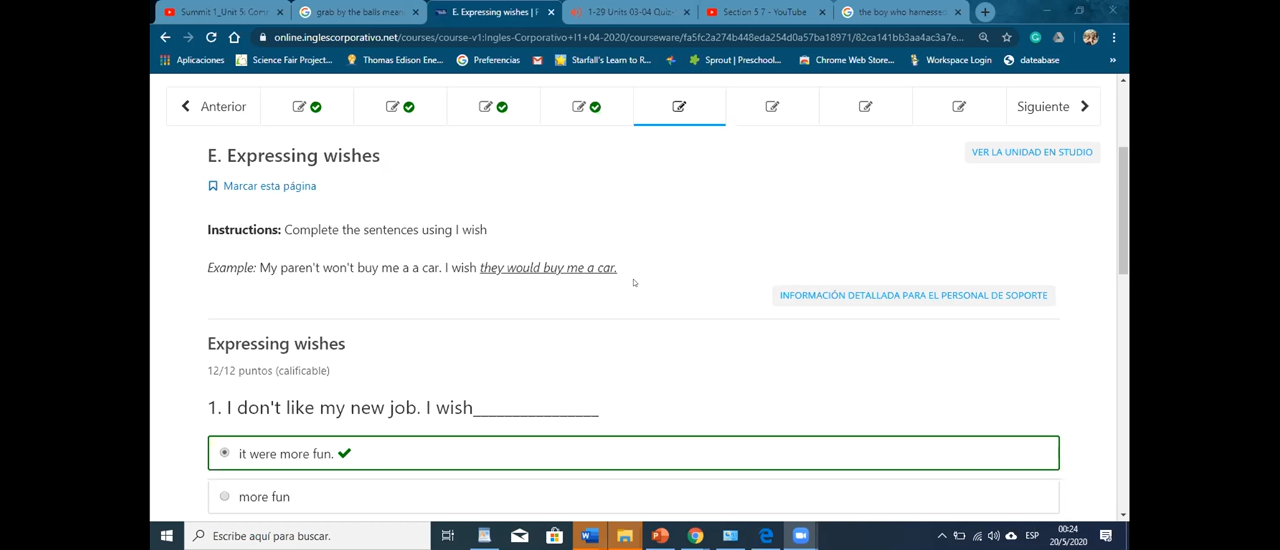 Summit 1_Unit 5: Com
grab by the balls mean
E. Expressing wishes |
1-29 Units 03-04 Quiz-
Section 5 7 - YouTube
the boy who harnessed
online.inglescorporativo.net/courses/course-v1:Ingles-Corporativo+I1+04-2020/courseware/fa5fc2a274b448eda254d0a57ba18971/82ca141bb3aa4ac3a7e...
Aplicaciones
Science Fair Project...
Thomas Edison Ene...
Preferencias
Starfall's Learn to R...
Sprout | Preschool...
Chrome Web Store...
Workspace Login
dateabase
»
Anterior
Siguiente
E. Expressing wishes
VER LA UNIDAD EN STUDIO
Marcar esta página
Instructions: Complete the sentences using I wish
Example: My paren't won't buy me a a car. I wish they would buy me a car.
INFORMACIÓN DETALLADA PARA EL PERSONAL DE SOPORTE
Expressing wishes
12/12 puntos (calificable)
1. I don't like my new job. I wish________________
it were more fun.
more fun
Escribe aquí para buscar.
ESP
00:24
20/5/2020